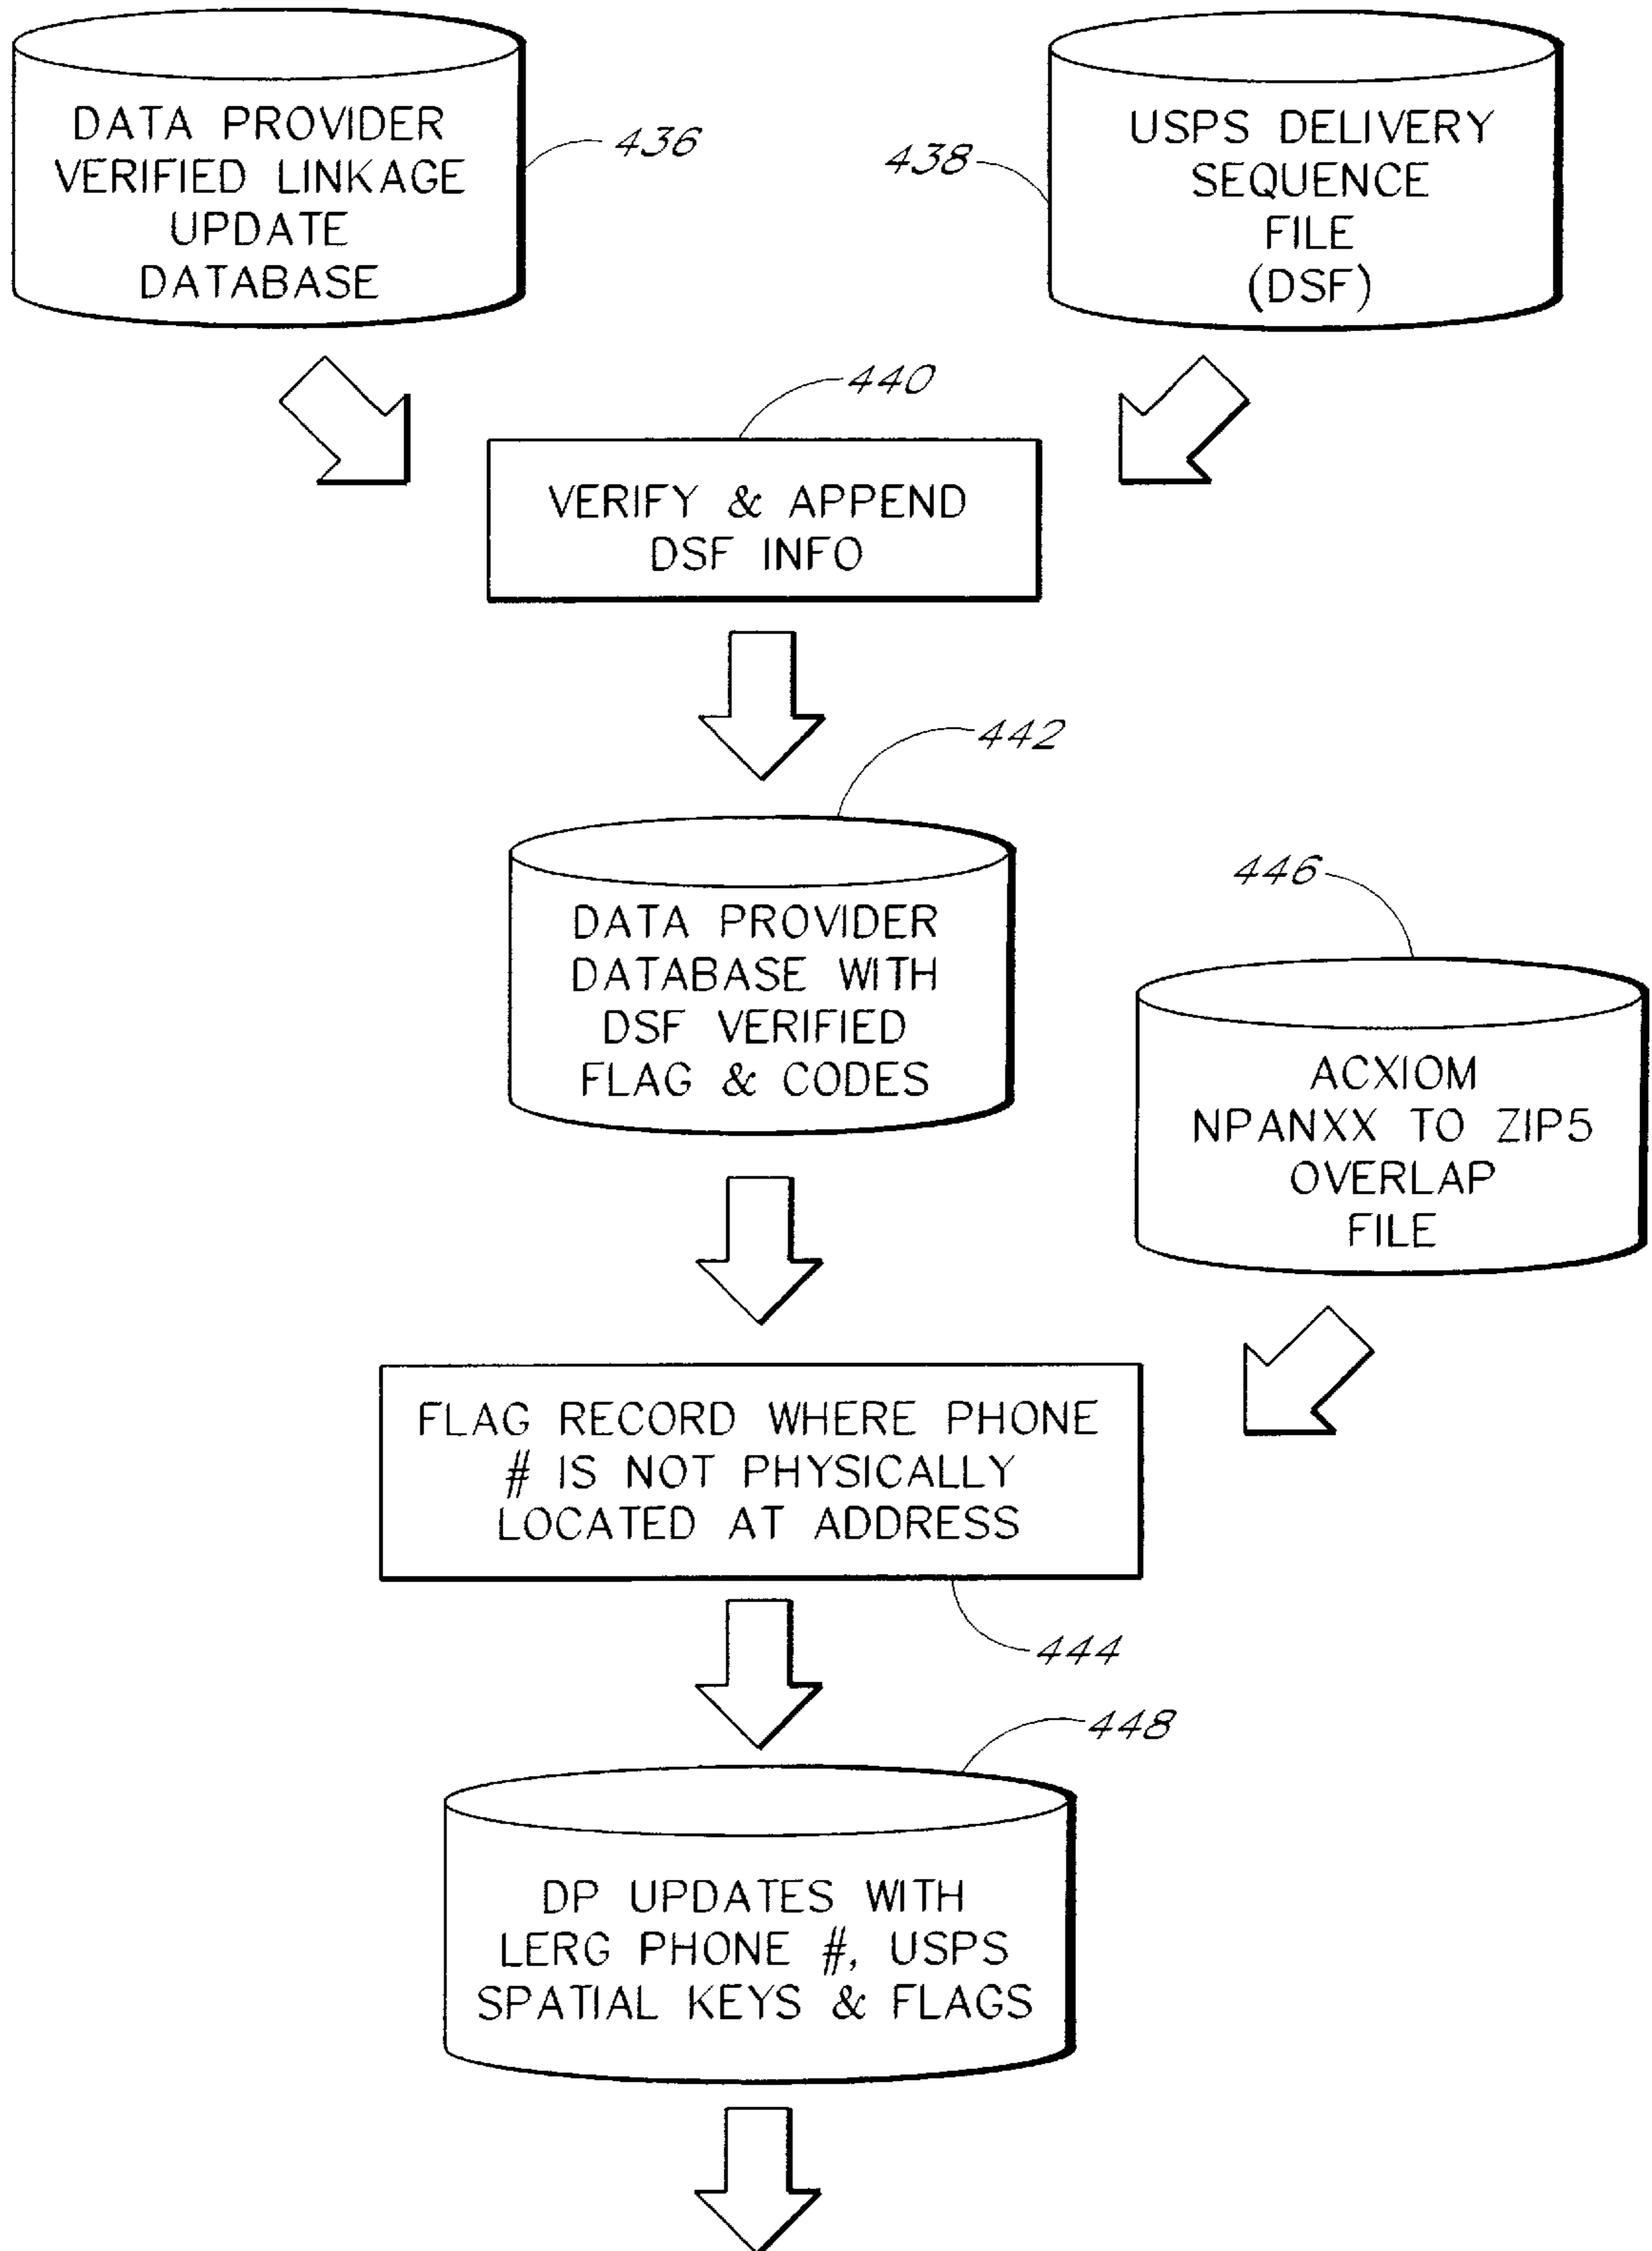 DATA PROVIDER
VERIFIED LINKAGE
UPDATE
DATABASE
436
438
USPS DELIVERY
SEQUENCE
FILE
(DSF)
440
VERIFY & APPEND
DSF INFO
442
DATA PROVIDER
DATABASE WITH
DSF VERIFIED
FLAG & CODES
446
ACXIOM
NPANXX TO ZIP5
OVERLAP
FILE
FLAG RECORD WHERE PHONE
# IS NOT PHYSICALLY
LOCATED AT ADDRESS
444
448
DP UPDATES WITH
LERG PHONE #, USPS
SPATIAL KEYS & FLAGS